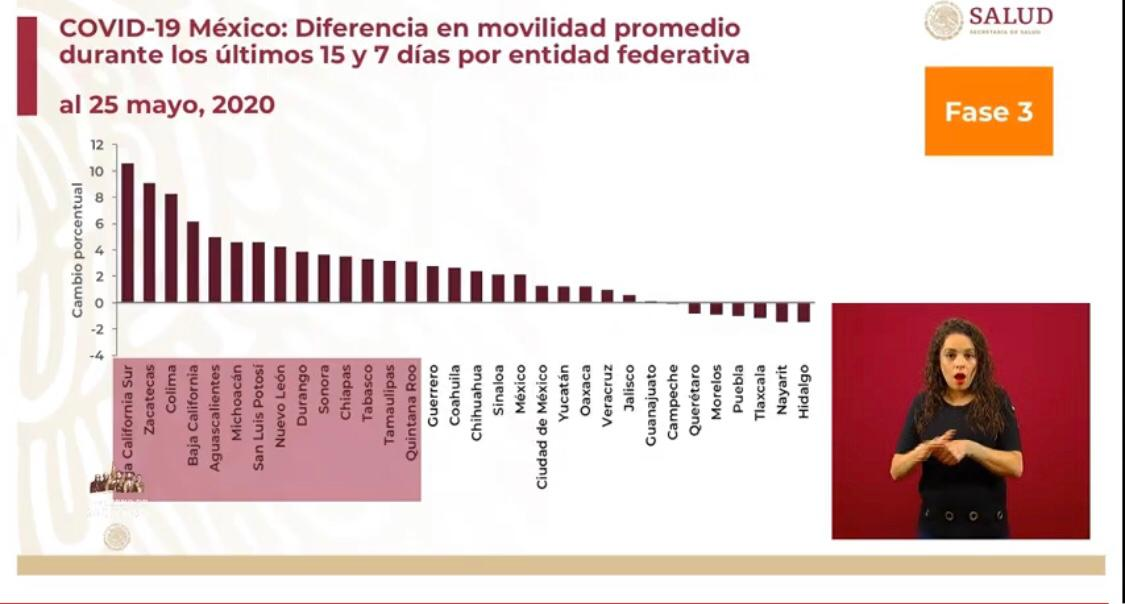 COVID-19 México: Diferencia en movilidad promedio
durante los últimos 15 y 7 días por entidad federativa
al 25 mayo, 2020
SALUD
SECRETARÍA DE SALUD
Fase 3
Cambio porcentual
12
10
8
6
4
2
0
-2
-4
a California Sur
Zacatecas
Colima
Baja California
Aguascalientes
Michoacán
San Luis Potosí
Nuevo León
Durango
Sonora
Chiapas
Tabasco
Tamaulipas
Quintana Roo
Guerrero
Coahuila
Chihuahua
Sinaloa
México
Ciudad de México
Yucatán
Oaxaca
Veracruz
Jalisco
Guanajuato
Campeche
Querétaro
Morelos
Puebla
Tlaxcala
Nayarit
Hidalgo